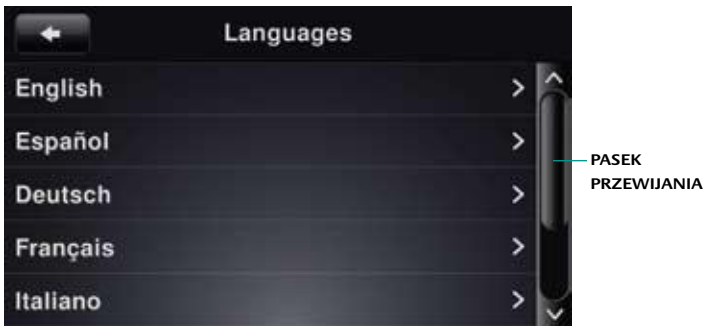 Languages
English
Español
Deutsch
Français
Italiano
PASEK
PRZEWIJANIA